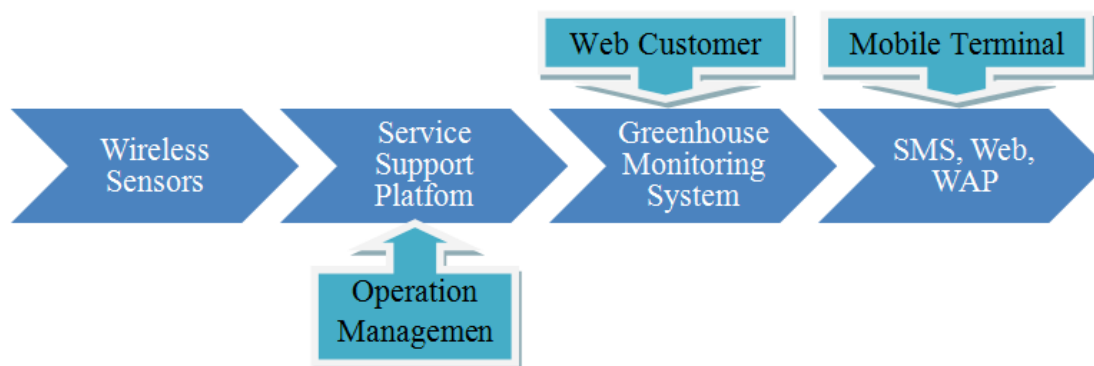 Web Customer
Mobile Terminal
Wireless
Sensors
Service
Support
Platfom
Greenhouse
Monitoring
System
SMS, Web,
WAP
Operation
Managemen